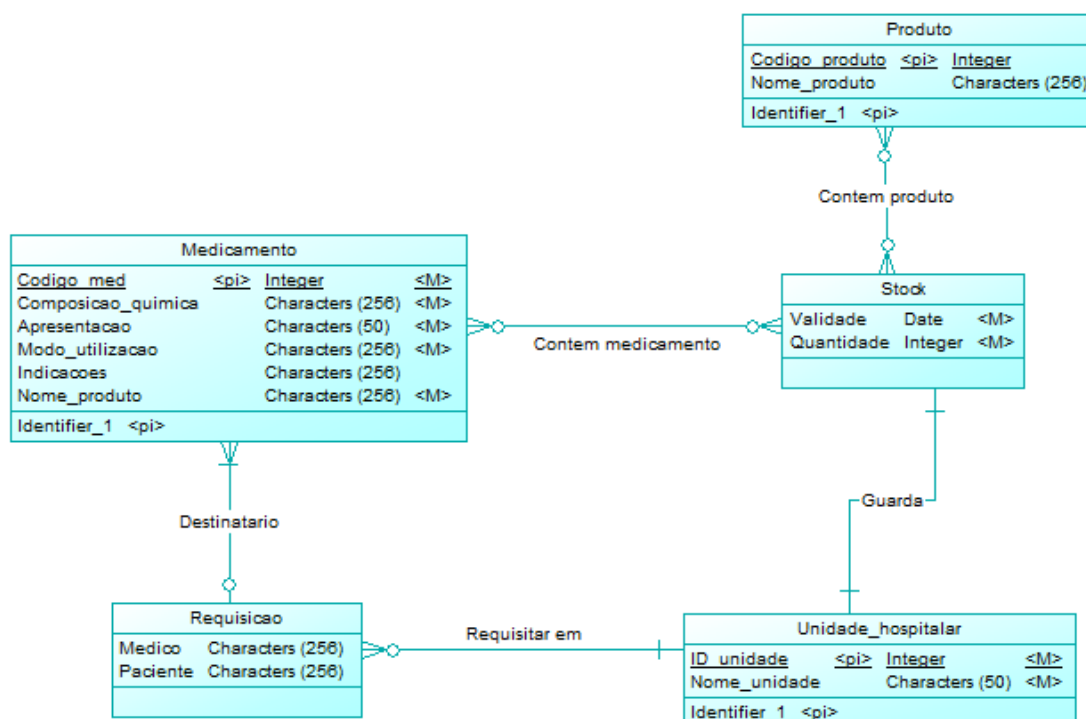 Produto
Codigo_produto <pi> Integer
Nome_produto Characters (256)
Identifier_1 <pi>
Contem produto
Medicamento
Codigo_med <pi> Integer <M>
Composicao_quimica Characters (256) <M>
Apresentacao Characters (50) <M>
Modo_utilizacao Characters (256) <M>
Indicacoes Characters (256)
Nome_produto Characters (256) <M>
Identifier_1 <pi>
Contem medicamento
Stock
Validade Date <M>
Quantidade Integer <M>
Guarda
Destinatario
Requisicao
Medico Characters (256)
Paciente Characters (256)
Requisitar em
Unidade_hospitalar
ID_unidade <pi> Integer <M>
Nome_unidade Characters (50) <M>
Identifier_1 <pi>